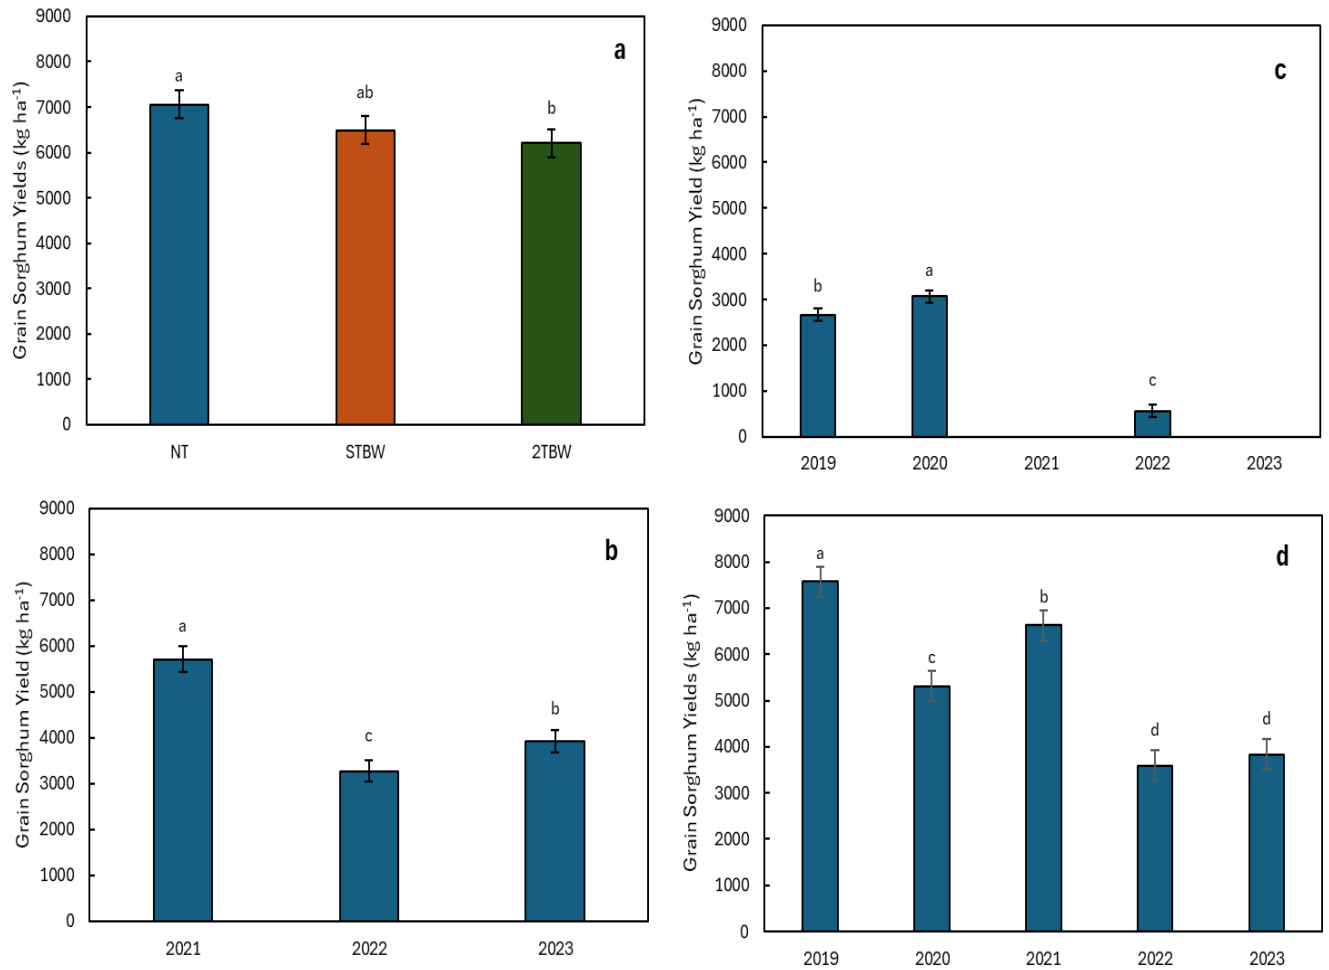 Grain Sorghum Yields (kg ha⁻¹)
9000
8000
7000
6000
5000
4000
3000
2000
1000
0
a
a
ab
b
NT
STBW
2TBW
Grain Sorghum Yield (kg ha⁻¹)
9000
8000
7000
6000
5000
4000
3000
2000
1000
0
c
b
a
c
2019
2020
2021
2022
2023
Grain Sorghum Yield (kg ha⁻¹)
9000
8000
7000
6000
5000
4000
3000
2000
1000
0
b
a
c
b
2021
2022
2023
Grain Sorghum Yields (kg ha⁻¹)
9000
8000
7000
6000
5000
4000
3000
2000
1000
0
d
a
c
b
d
d
2019
2020
2021
2022
2023